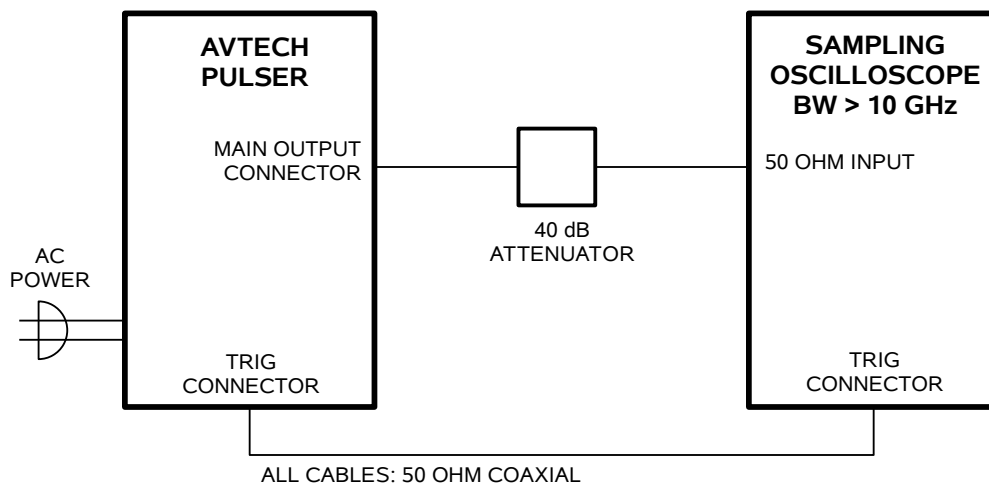 AVTECH
PULSER
SAMPLING
OSCILLOSCOPE
BW > 10 GHz
MAIN OUTPUT
CONNECTOR
50 OHM INPUT
40 dB
ATTENUATOR
AC
POWER
TRIG
CONNECTOR
TRIG
CONNECTOR
ALL CABLES: 50 OHM COAXIAL